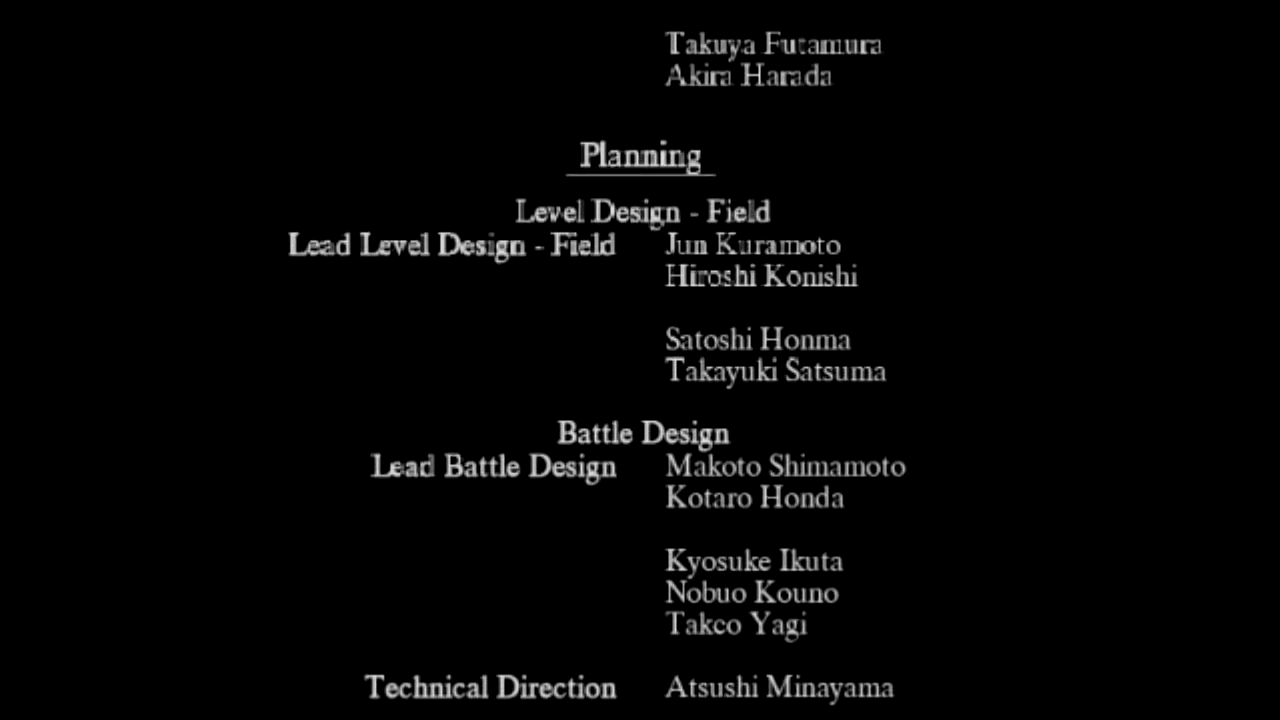 Takuya Futamura
Akira Harada
Planning
Level Design - Field
Lead Level Design - Field Jun Kuramoto
Hiroshi Konishi
Satoshi Honma
Takayuki Satsuma
Battle Design
Lead Battle Design Makoto Shimamoto
Kotaro Honda
Kyosuke Ikuta
Nobuo Kouno
Takeo Yagi
Technical Direction Atsushi Minayama